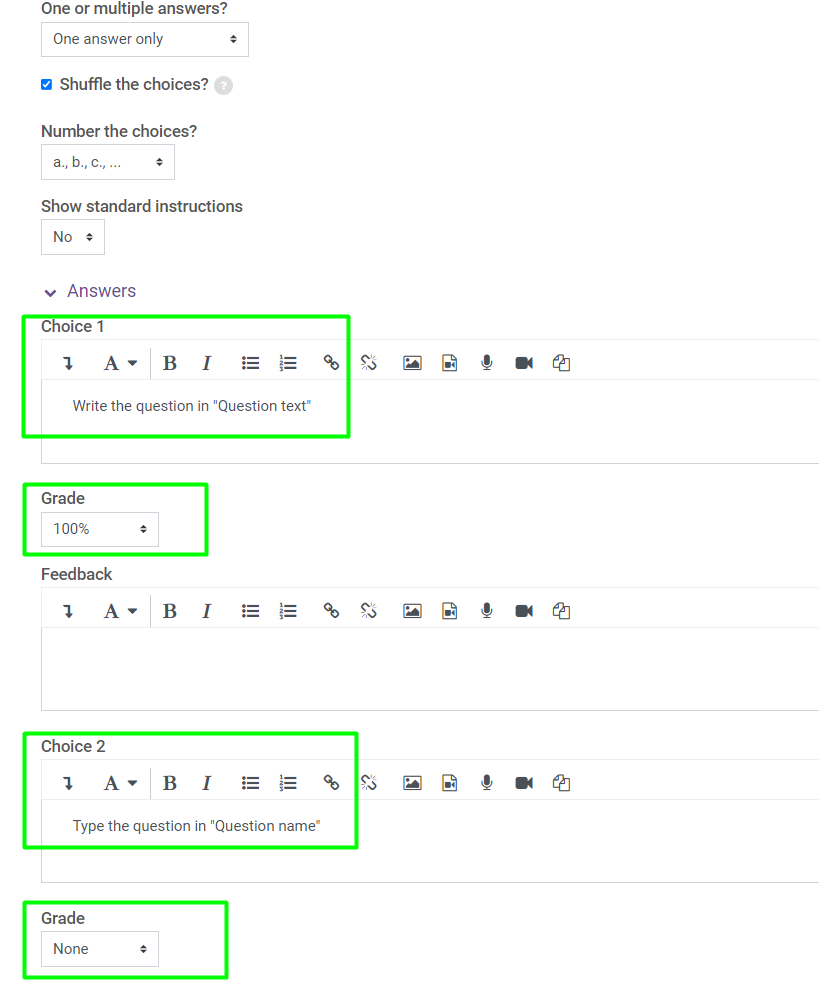 One or multiple answers?
One answer only
Shuffle the choices? ?
Number the choices?
a., b., c., ...
Show standard instructions
No
Answers
Choice 1
A B I
Write the question in "Question text"
Grade
100%
Feedback
A B I
Choice 2
A B I
Type the question in "Question name"
Grade
None